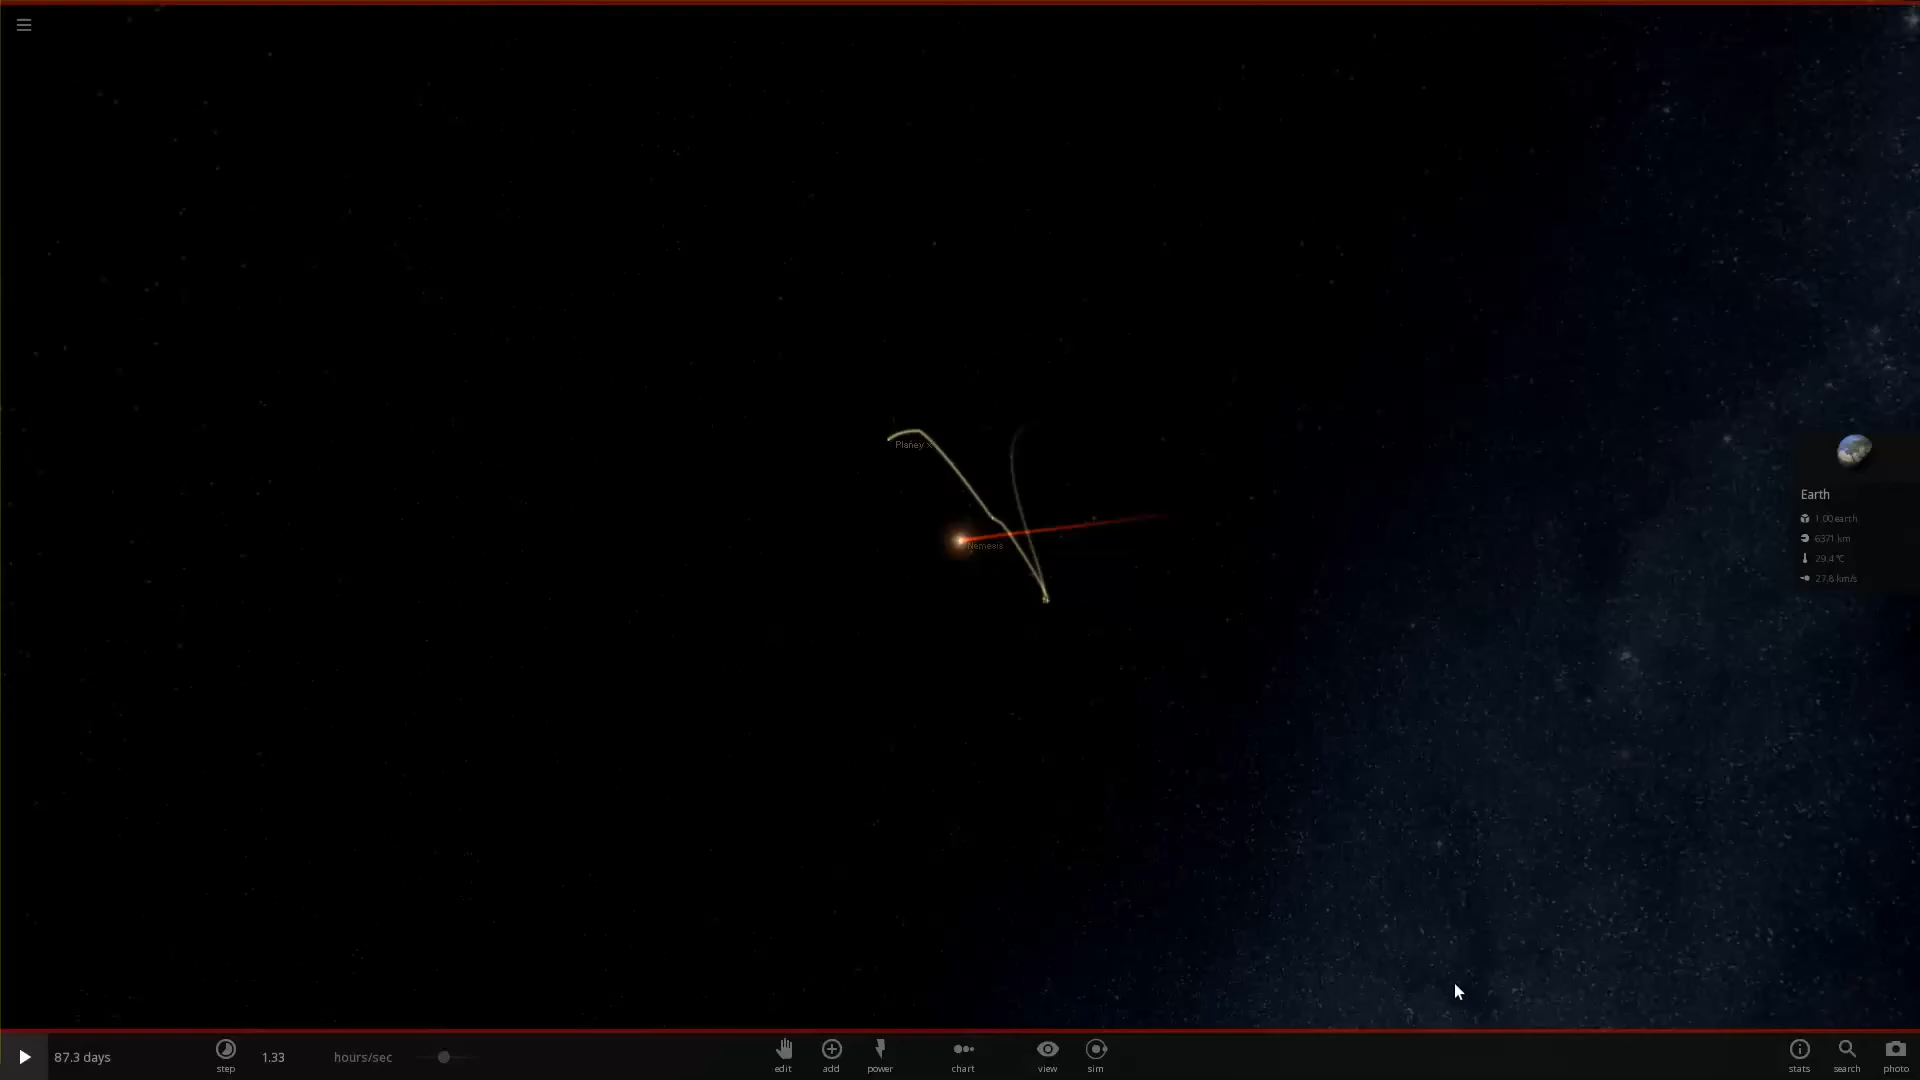 Planey x
Nemesis
Earth
1.00 earth
6371 km
29.4 °C
27.8 km/s
87.3 days
step
1.33
hours/sec
edit
add
power
chart
view
sim
stats
search
photo